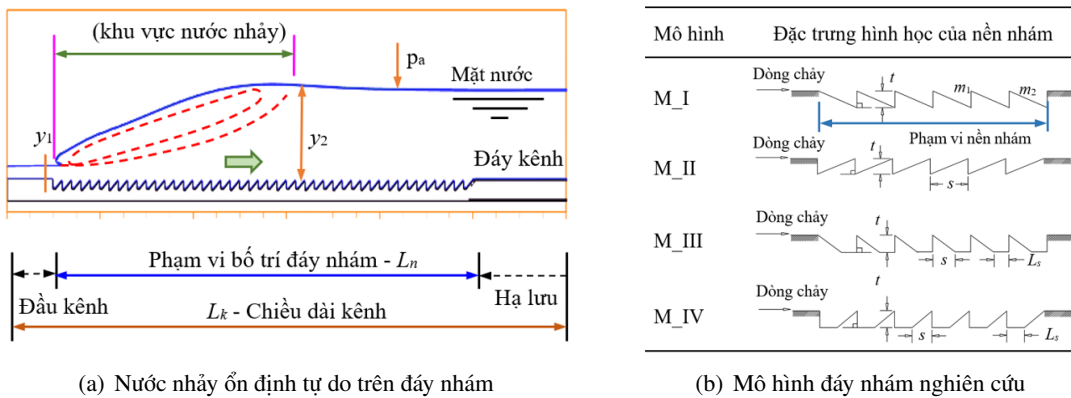 (khu vực nước nhảy)
pa
Mặt nước
y1
y2
Đáy kênh
Phạm vi bố trí đáy nhám - Ln
Đầu kênh
Hạ lưu
Lk - Chiều dài kênh
(a) Nước nhảy ổn định tự do trên đáy nhám
Mô hình Đặc trưng hình học của nền nhám
Dòng chảy
M_I
t
m1
m2
Phạm vi nền nhám
Dòng chảy
M_II
t
s
Dòng chảy
M_III
t
s
Ls
Dòng chảy
M_IV
t
s
Ls
(b) Mô hình đáy nhám nghiên cứu